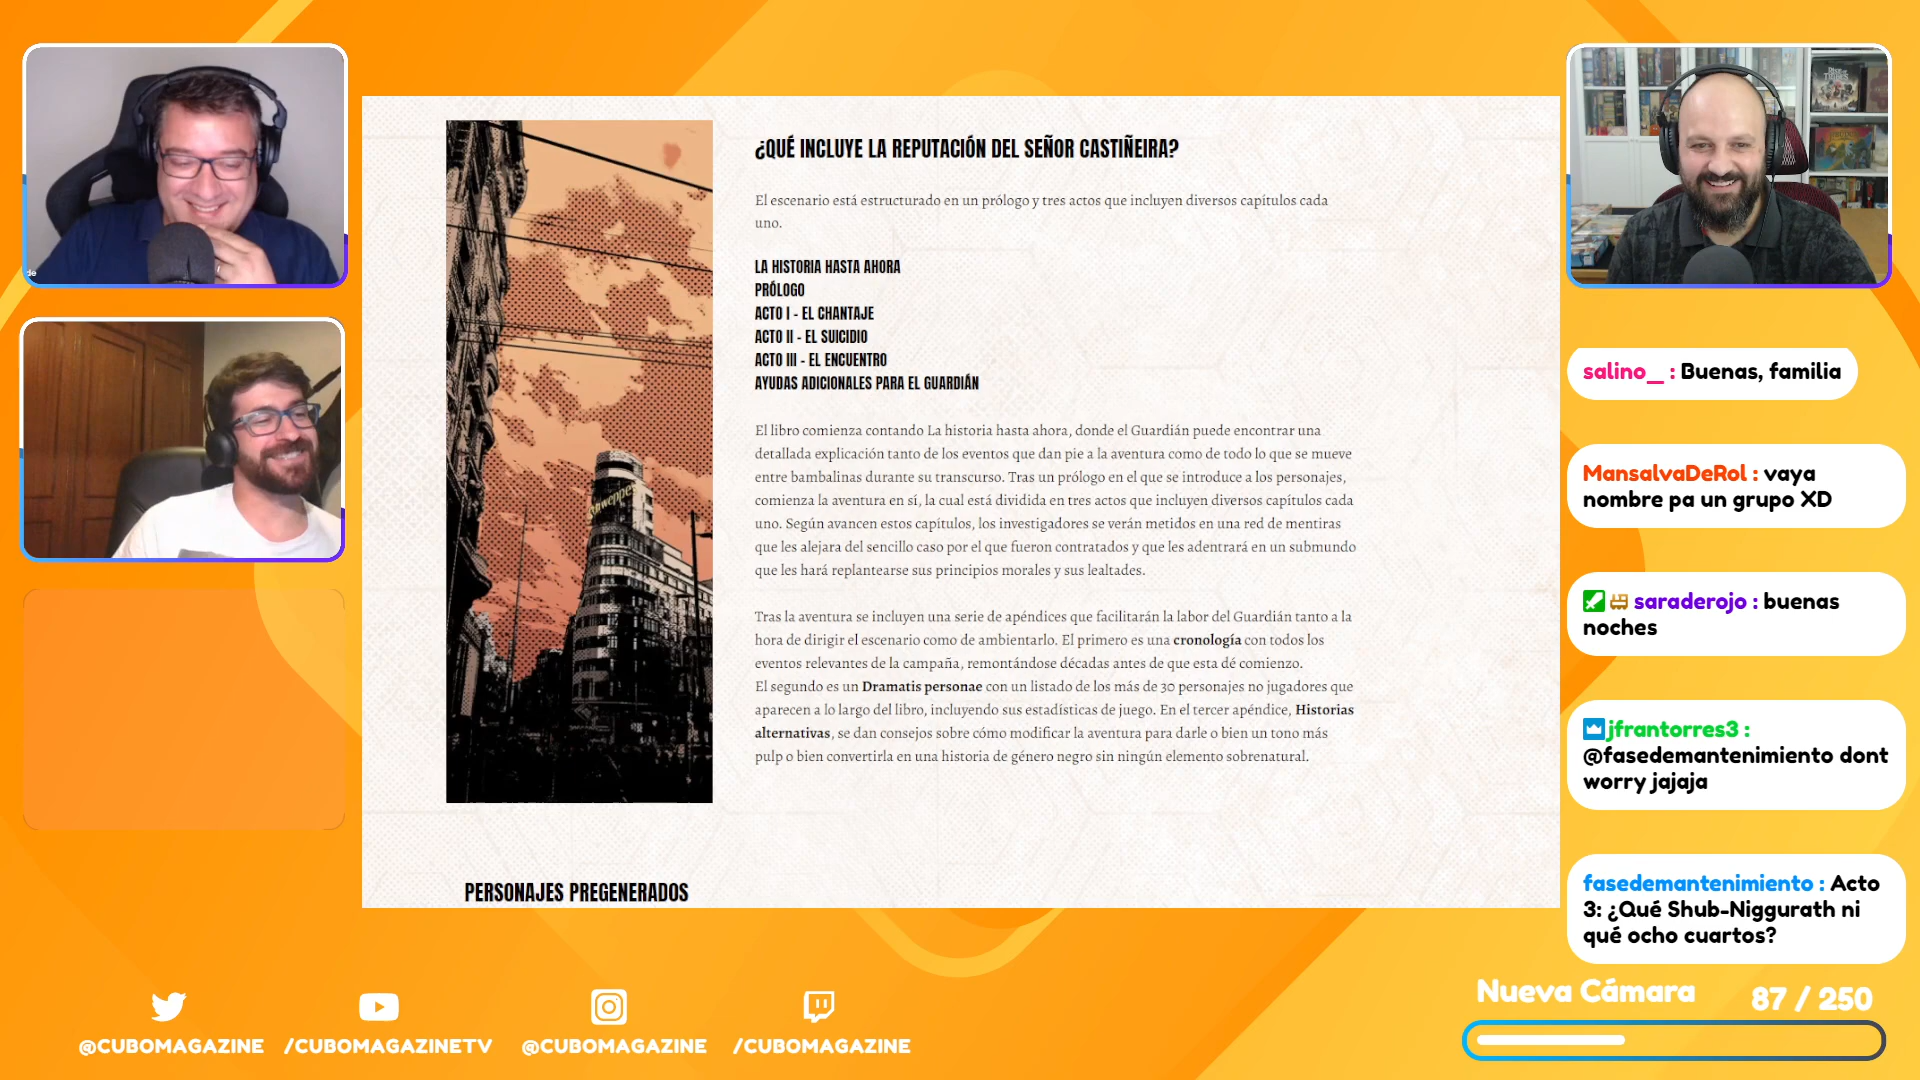 de
¿QUÉ INCLUYE LA REPUTACIÓN DEL SEÑOR CASTIÑEIRA?
El escenario está estructurado en un prólogo y tres actos que incluyen diversos capítulos cada
uno.
LA HISTORIA HASTA AHORA
PRÓLOGO
ACTO I - EL CHANTAJE
ACTO II - EL SUICIDIO
ACTO III - EL ENCUENTRO
AYUDAS ADICIONALES PARA EL GUARDIÁN
El libro comienza contando La historia hasta ahora, donde el Guardián puede encontrar una
detallada explicación tanto de los eventos que dan pie a la aventura como de todo lo que se mueve
entre bambalinas durante su transcurso. Tras un prólogo en el que se introduce a los personajes,
comienza la aventura en sí, la cual está dividida en tres actos que incluyen diversos capítulos cada
uno. Según avancen estos capítulos, los investigadores se verán metidos en una red de mentiras
que les alejara del sencillo caso por el que fueron contratados y que les adentrará en un submundo
que les hará replantearse sus principios morales y sus lealtades.
Tras la aventura se incluyen una serie de apéndices que facilitarán la labor del Guardián tanto a la
hora de dirigir el escenario como de ambientarlo. El primero es una cronología con todos los
eventos relevantes de la campaña, remontándose décadas antes de que esta dé comienzo.
El segundo es un Dramatis personae con un listado de los más de 30 personajes no jugadores que
aparecen a lo largo del libro, incluyendo sus estadísticas de juego. En el tercer apéndice, Historias
alternativas, se dan consejos sobre cómo modificar la aventura para darle o bien un tono más
pulp o bien convertirla en una historia de género negro sin ningún elemento sobrenatural.
Schweppes
PERSONAJES PREGENERADOS
salino_ : Buenas, familia
MansalvaDeRol : vaya
nombre pa un grupo XD
saraderojo : buenas
noches
jfrantorres3 :
@fasedemantenimiento dont
worry jajaja
fasedemantenimiento : Acto
3: ¿Qué Shub-Niggurath ni
qué ocho cuartos?
Nueva Cámara 87 / 250
@CUBOMAGAZINE /CUBOMAGAZINETV @CUBOMAGAZINE /CUBOMAGAZINE